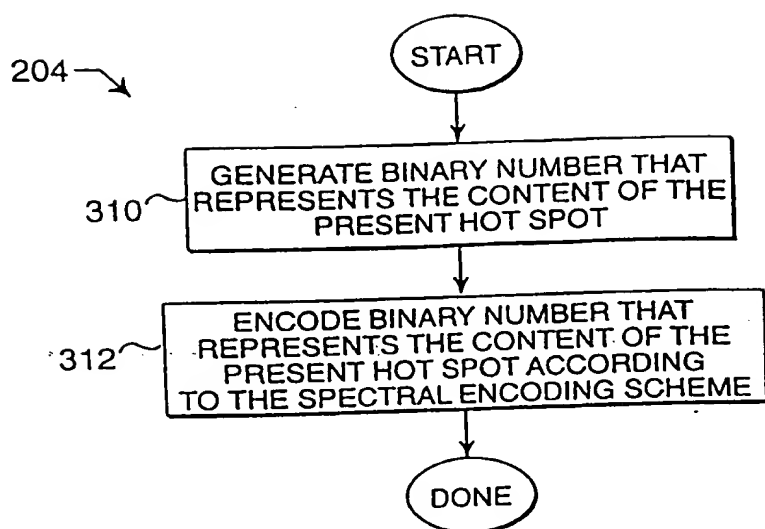 START
204
GENERATE BINARY NUMBER THAT
REPRESENTS THE CONTENT OF THE
PRESENT HOT SPOT.
310
ENCODE BINARY NUMBER THAT
REPRESENTS THE CONTENT OF THE
PRESENT HOT SPOT ACCORDING
TO THE SPECTRAL ENCODING SCHEME
312
DONE